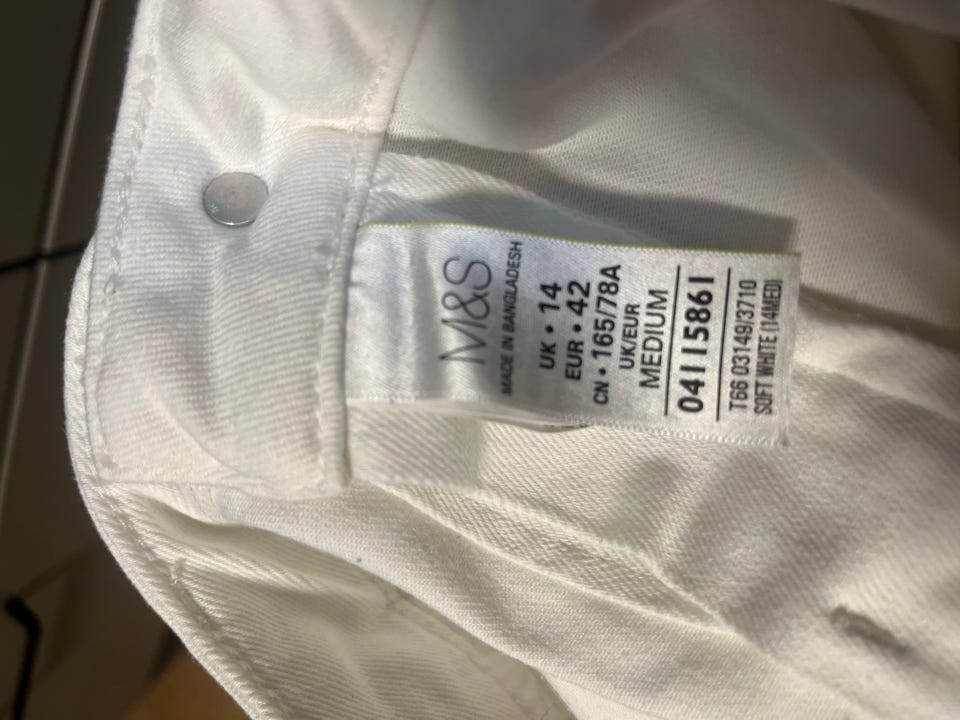 M&S
MADE IN BANGLADESH
UK • 14
EUR • 42
CN • 165/78A
UK/EUR
MEDIUM
04115861
T66 03149/3710
SOFT WHITE (14MED)